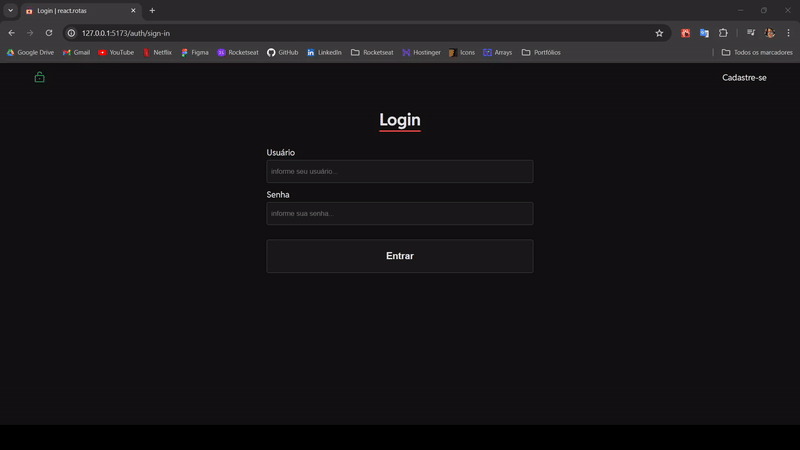 Login | react.rotas
127.0.0.1:5173/auth/sign-in
Google Drive Gmail YouTube Netflix Figma Rocketseat GitHub LinkedIn Rocketseat Hostinger Icons Arrays Portfólios Todos os marcadores
Cadastre-se
Login
Usuário
informe seu usuário...
Senha
informe sua senha...
Entrar